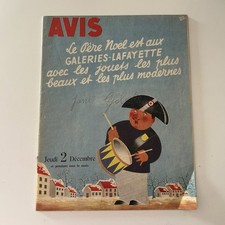 AVIS
Le Père Noël est aux
GALERIES-LAFAYETTE
avec les jouets les plus
beaux et les plus modernes
Jeudi 2 Décembre